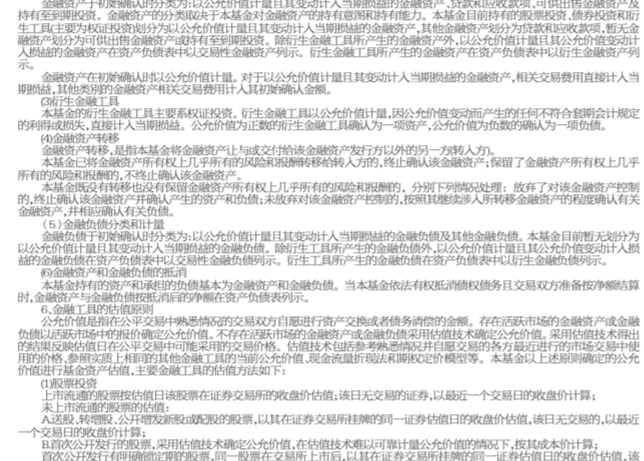 金融资产于初始确认时分类为:以公允价值计量且其变动计入当期损益的金融资产、贷款和应收款项、可供出售金融资产及
持有至到期投资。金融资产的分类取决于本基金对金融资产的持有意图和持有能力。本基金目前持有的股票投资、债券投资和衍
生工具(主要为权证投资)划分为以公允价值计量且其变动计入当期损益的金融资产,其他金融资产划分为贷款和应收款项,暂无金
融资产划分为可供出售金融资产或持有至到期投资。除衍生金融工具所产生的金融资产外,以公允价值计量且其公允价值变动计
入损益的金融资产在资产负债表中以交易性金融资产列示。衍生金融工具所产生的金融资产在资产负债表中以衍生金融资产列
示。
金融资产在初始确认时以公允价值计量。对于以公允价值计量且其变动计入当期损益的金融资产,相关交易费用直接计入当
期损益,其他类别的金融资产相关交易费用计入其初始确认金额。
(3)衍生金融工具
本基金的衍生金融工具主要系权证投资。衍生金融工具以公允价值计量,因公允价值变动而产生的任何不符合套期会计规定
的利得或损失,直接计入当期损益。公允价值为正数的衍生金融工具确认为一项资产,公允价值为负数的确认为一项负债。
(4)金融资产转移
金融资产转移,是指本基金将金融资产让与或交付给该金融资产发行方以外的另一方(转入方)。
本基金已将金融资产所有权上几乎所有的风险和报酬转移给转入方的,终止确认该金融资产;保留了金融资产所有权上几乎
所有的风险和报酬的,不终止确认该金融资产。
本基金既没有转移也没有保留金融资产所有权上几乎所有的风险和报酬的,分别下列情况处理:放弃了对该金融资产控制
的,终止确认该金融资产并确认产生的资产和负债;未放弃对该金融资产控制的,按照其继续涉入所转移金融资产的程度确认有关
金融资产,并相应确认有关负债。
(5)金融负债分类和计量
金融负债于初始确认时分类为:以公允价值计量且其变动计入当期损益的金融负债及其他金融负债。本基金目前暂无划分为
以公允价值计量且其变动计入当期损益的金融负债。除衍生金融工具所产生的金融负债外,以公允价值计量且其公允价值变动计入损
益的金融负债在资产负债表中以交易性金融负债列示。衍生工具所产生的金融负债在资产负债表中以衍生金融负债列示。
(6)金融资产和金融负债的抵消
本基金持有的资产和承担的负债基本为金融资产和金融负债。当本基金依法有权抵消债权债务且交易双方准备按净额结算
时,金融资产与金融负债按抵消后的净额在资产负债表列示。
6、金融工具的估值原则
公允价值是指在公平交易中熟悉情况的交易双方自愿进行资产交换或者债务清偿的金额。存在活跃市场的金融资产或金融
负债以活跃市场中的报价确定公允价值。不存在活跃市场的金融资产或金融负债采用估值技术确定公允价值。采用估值技术得出
的结果反映估值日在公平交易中可能采用的交易价格。估值技术包括参考熟悉情况并自愿交易的各方最近进行的市场交易中使
用的价格、参照实质上相同的其他金融工具的当前公允价值、现金流量折现法和期权定价模型等。本基金以上述原则确定的公允
价值进行基金资产估值,主要金融工具的估值方法如下:
(1)股票投资
上市流通的股票按估值日该股票在证券交易所的收盘价估值;该日无交易的证券,以最近一个交易日的收盘价计算;
未上市流通的股票的估值:
A.送股、转增股、公开增发新股或配股的股票,以其在证券交易所挂牌的同一证券估值日的收盘价估值,该日无交易的,以最近
一个交易日的收盘价计算;
B.首次公开发行的股票,采用估值技术确定公允价值,在估值技术难以可靠计量公允价值的情况下,按其成本价计算;
首次公开发行有明确锁定期的股票,同一股票在交易所上市后,以其在证券交易所挂牌的同一证券估值日的收盘价估值,该